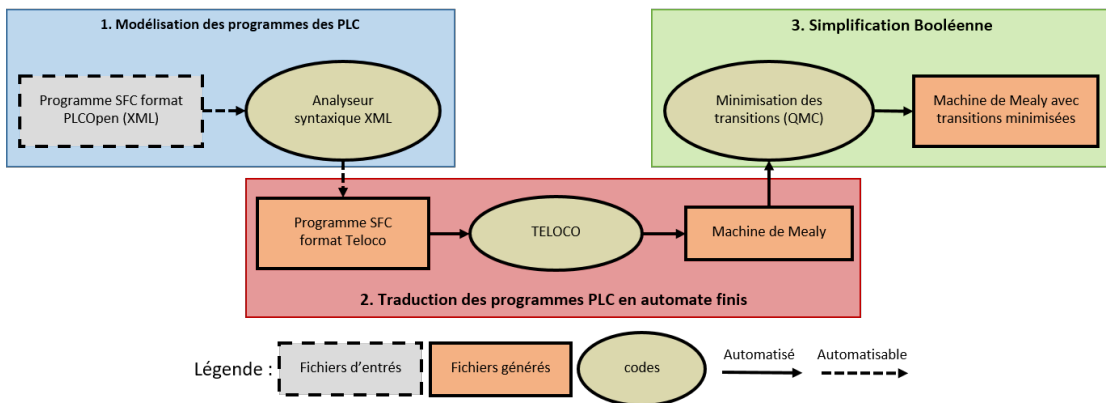 1. Modélisation des programmes des PLC
Programme SFC format
PLCOpen (XML)
Analyseur
syntaxique XML
3. Simplification Booléenne
Minimisation des
transitions (QMC)
Machine de Mealy avec
transitions minimisées
Programme SFC
format Teloco
TELOCO
Machine de Mealy
2. Traduction des programmes PLC en automate finis
Légende :
Fichiers d'entrés
Fichiers générés
codes
Automatisé
Automatisable